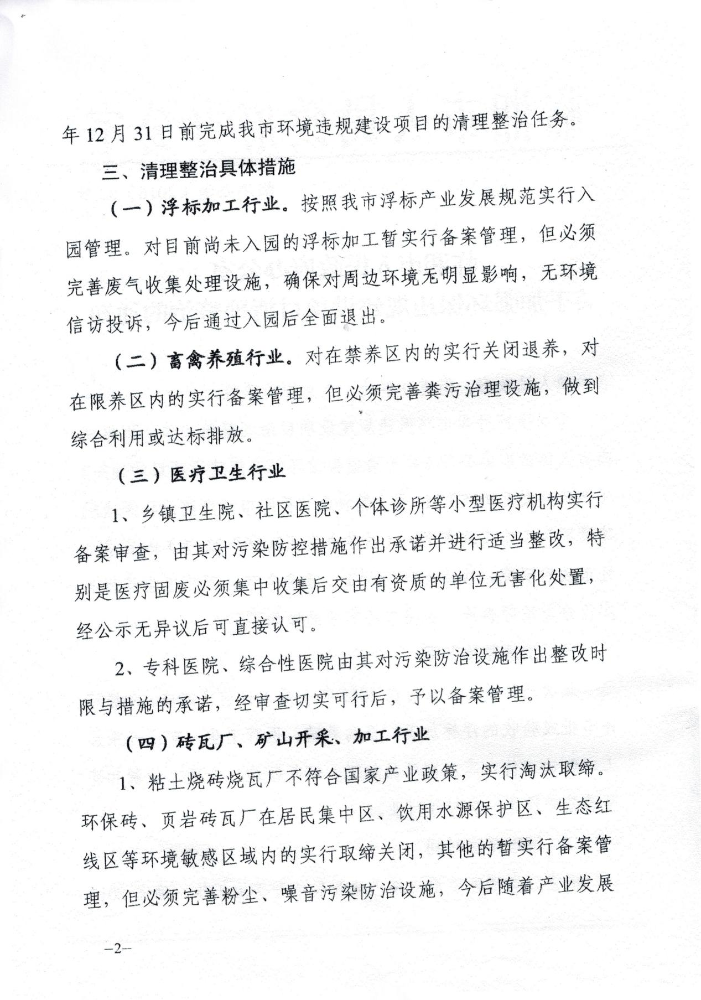 年 12 月 31 日前完成我市环境违规建设项目的清理整治任务。
三、清理整治具体措施
（一）浮标加工行业。按照我市浮标产业发展规范实行入
园管理。对目前尚未入园的浮标加工暂实行备案管理，但必须
完善废气收集处理设施，确保对周边环境无明显影响，无环境
信访投诉，今后通过入园后全面退出。
（二）畜禽养殖行业。对在禁养区内的实行关闭退养，对
在限养区内的实行备案管理，但必须完善粪污治理设施，做到
综合利用或达标排放。
（三）医疗卫生行业
1、乡镇卫生院、社区医院、个体诊所等小型医疗机构实行
备案审查，由其对污染防控措施作出承诺并进行适当整改，特
别是医疗固废必须集中收集后交由有资质的单位无害化处置，
经公示无异议后可直接认可。
2、专科医院、综合性医院由其对污染防治设施作出整改时
限与措施的承诺，经审查切实可行后，予以备案管理。
（四）砖瓦厂、矿山开采、加工行业
1、粘土烧砖烧瓦厂不符合国家产业政策，实行淘汰取缔。
环保砖、页岩砖瓦厂在居民集中区、饮用水源保护区、生态红
线区等环境敏感区域内的实行取缔关闭，其他的暂实行备案管
理，但必须完善粉尘、噪音污染防治设施，今后随着产业发展
—2—